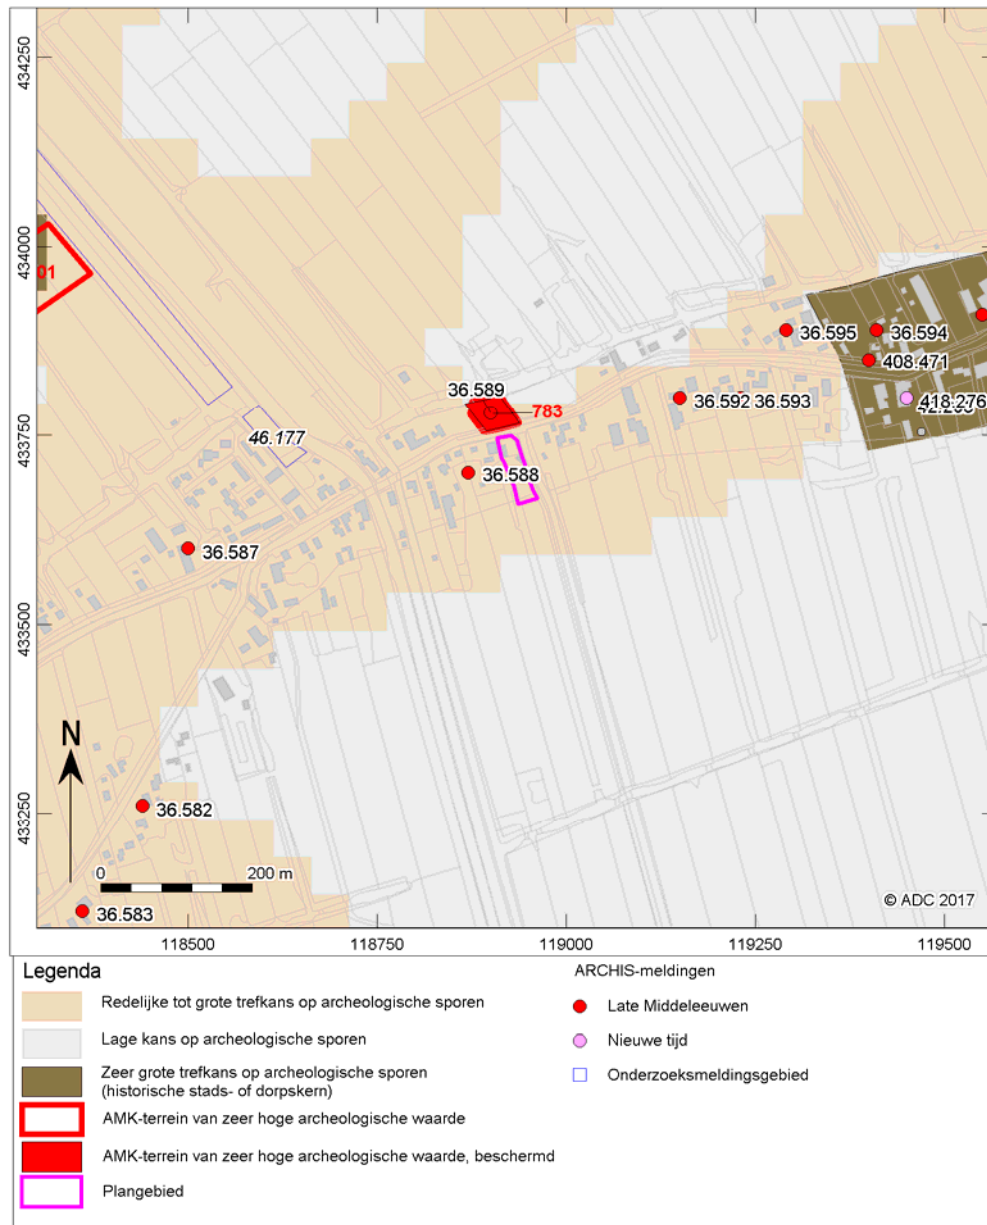 434250
434000
433750
433500
433250
01
36.595
36.594
408.471
36.589
783
36.592
36.593
418.276
46.177
36.588
36.587
N
36.582
0
200 m
36.583
© ADC 2017
118500
118750
119000
119250
119500
Legenda
Redelijke tot grote trefkans op archeologische sporen
Lage kans op archeologische sporen
Zeer grote trefkans op archeologische sporen
(historische stads- of dorpskern)
AMK-terrein van zeer hoge archeologische waarde
AMK-terrein van zeer hoge archeologische waarde, beschermd
Plangebied
ARCHIS-meldingen
Late Middeleeuwen
Nieuwe tijd
Onderzoeksmeldingsgebied